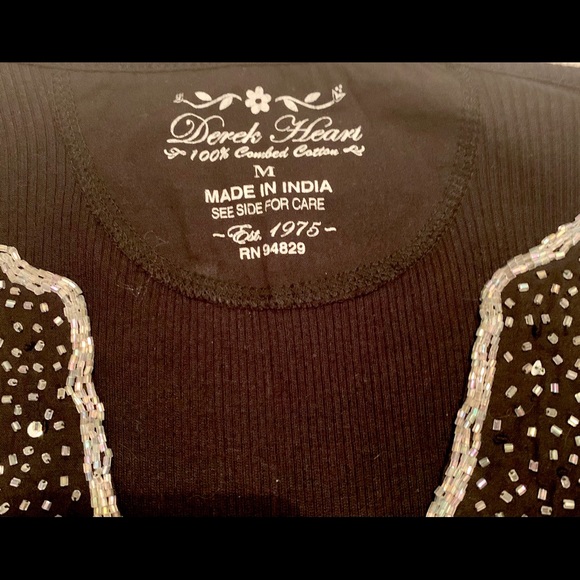 Derek Heart
100% Combed Cotton
M
MADE IN INDIA
SEE SIDE FOR CARE
~Est. 1975~
RN 94829